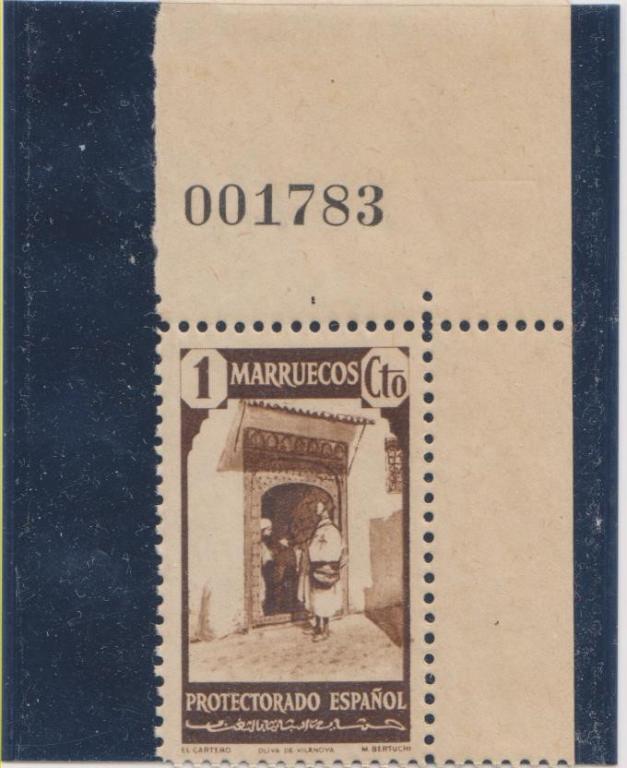 001783
1 MARRUECOS Cto
PROTECTORADO ESPAÑOL
EL CARTERO OLIVA DE VILANOVA M. BERTUCHI